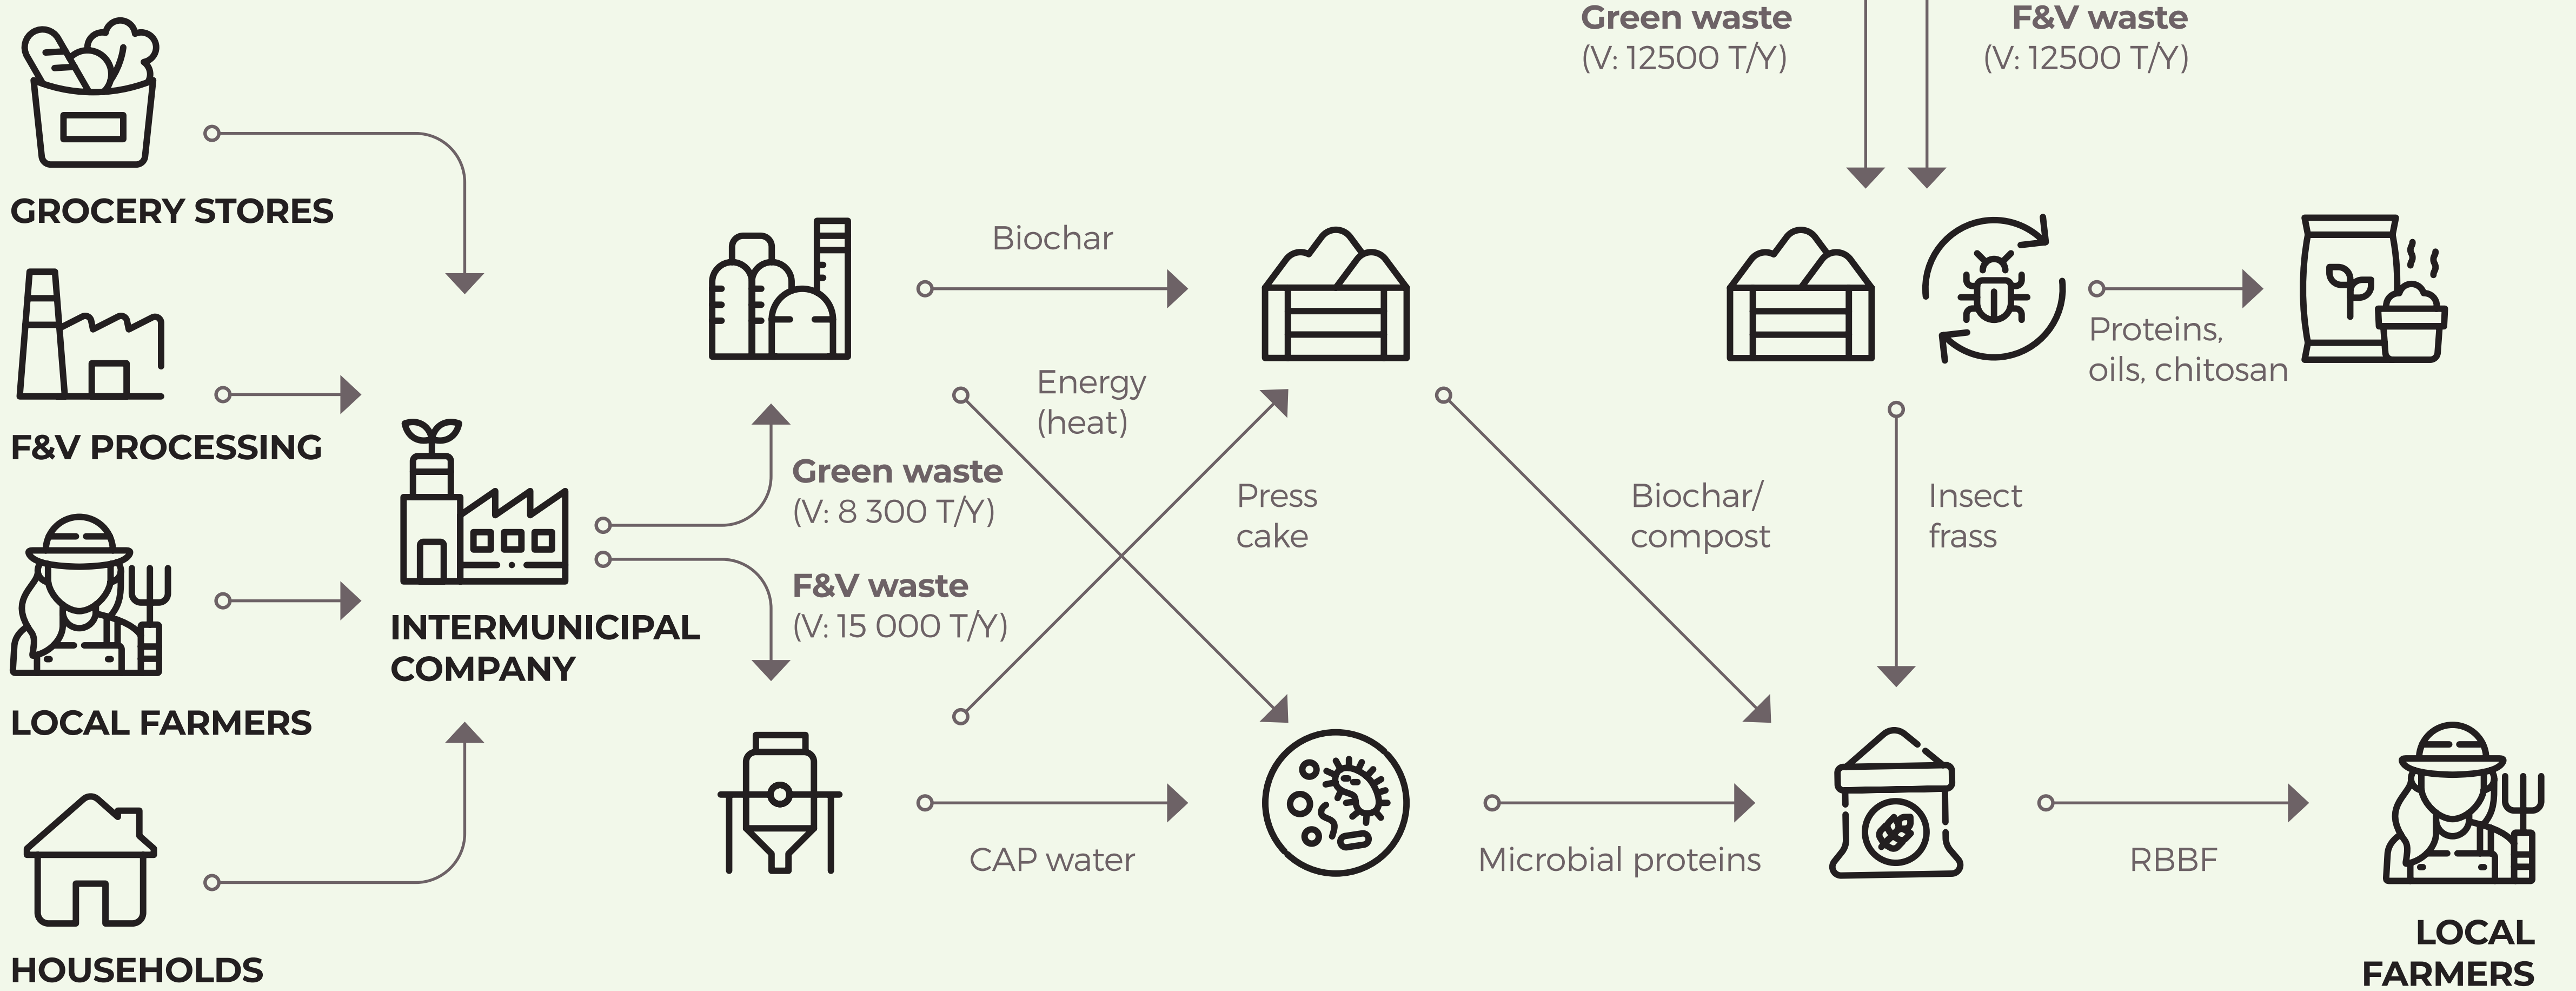 Green waste
(V: 12500 T/Y)
F&V waste
(V: 12500 T/Y)
GROCERY STORES
Biochar
Proteins,
oils, chitosan
Energy
(heat)
F&V PROCESSING
Green waste
(V: 8 300 T/Y)
Press
cake
Biochar/
compost
Insect
frass
F&V waste
(V: 15 000 T/Y)
INTERMUNICIPAL
COMPANY
LOCAL FARMERS
CAP water
Microbial proteins
RBBF
HOUSEHOLDS
LOCAL
FARMERS